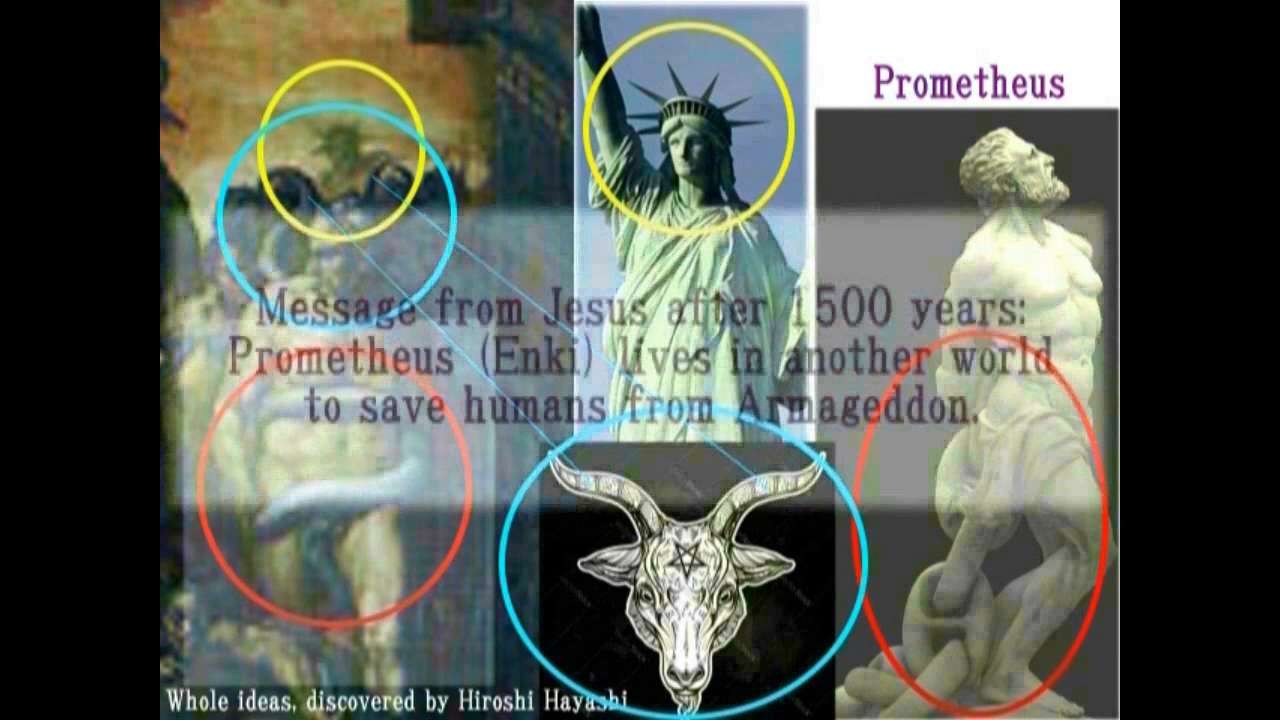 Prometheus
Message from Jesus after 1500 years:
Prometheus (Enki) lives in another world
to save humans from Armageddon.
Whole ideas, discovered by Hiroshi Hayashi